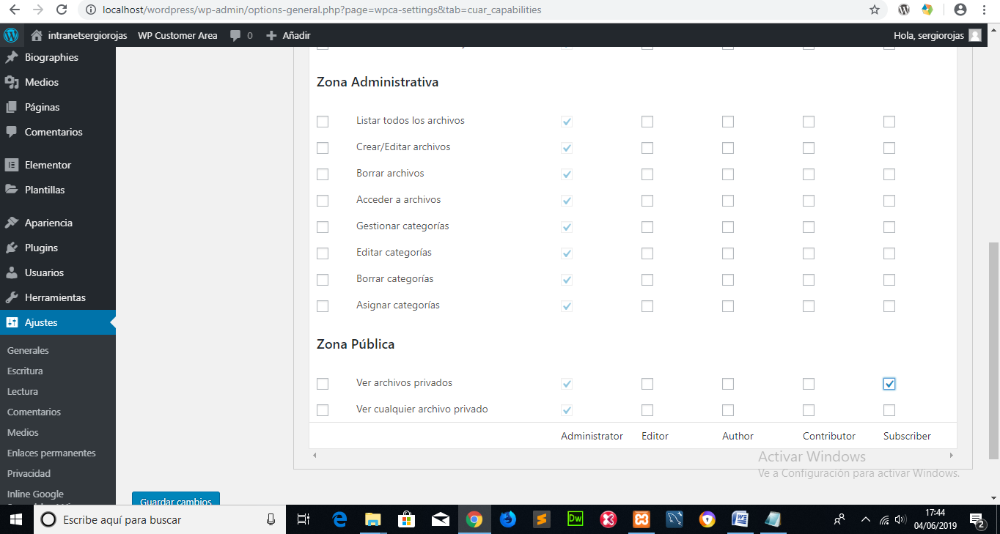 localhost/wordpress/wp-admin/options-general.php?page=wpca-settings&tab=cuar_capabilities
intranetsergiorojas WP Customer Area 0 Añadir Hola, sergiorojas
Biographies
Medios
Páginas
Comentarios
Elementor
Plantillas
Apariencia
Plugins
Usuarios
Herramientas
Ajustes
Generales
Escritura
Lectura
Comentarios
Medios
Enlaces permanentes
Privacidad
Inline Google
Zona Administrativa
Listar todos los archivos
Crear/Editar archivos
Borrar archivos
Acceder a archivos
Gestionar categorías
Editar categorías
Borrar categorías
Asignar categorías
Zona Pública
Ver archivos privados
Ver cualquier archivo privado
Administrator Editor Author Contributor Subscriber
Activar Windows
Ve a Configuración para activar Windows.
Guardar cambios
Escribe aquí para buscar
Dw
17:44
04/06/2019
2